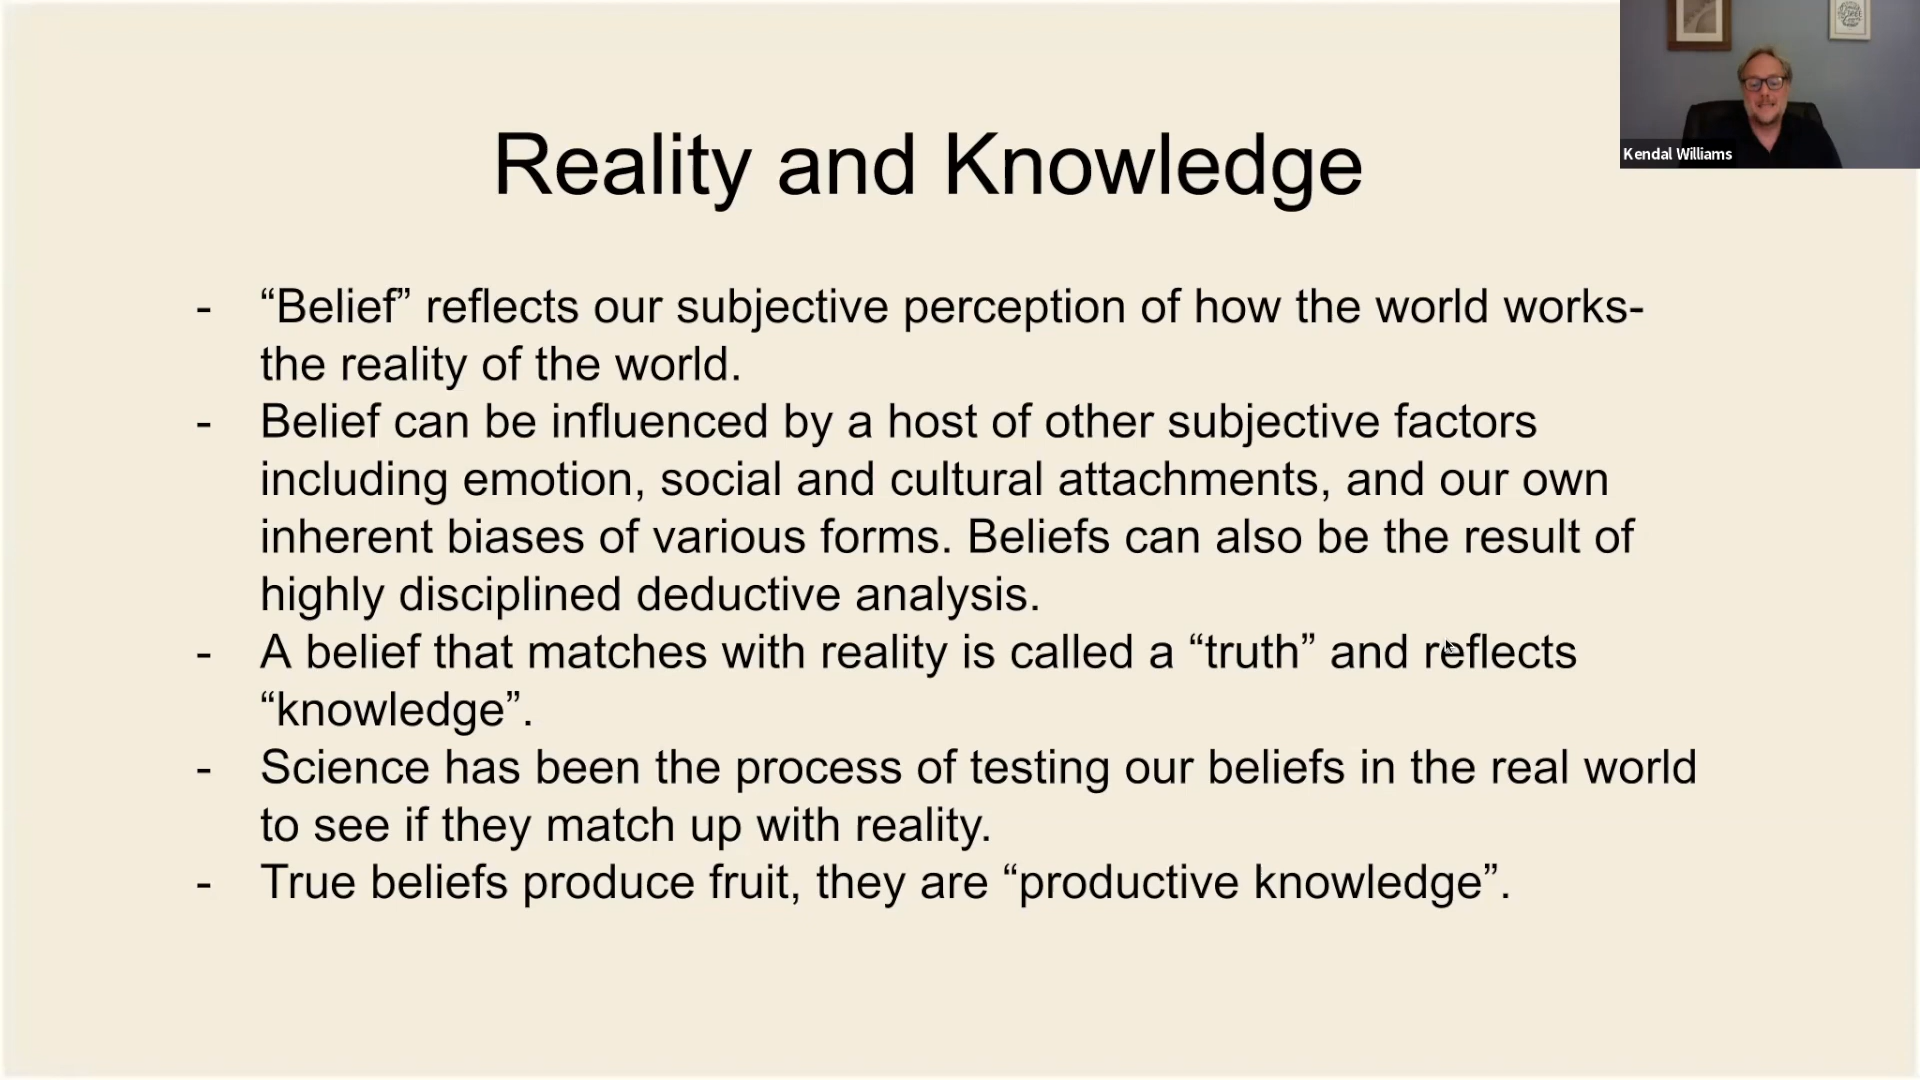 Reality and Knowledge
Kendal Williams
- “Belief” reflects our subjective perception of how the world works-
the reality of the world.
- Belief can be influenced by a host of other subjective factors
including emotion, social and cultural attachments, and our own
inherent biases of various forms. Beliefs can also be the result of
highly disciplined deductive analysis.
- A belief that matches with reality is called a “truth” and reflects
“knowledge”.
- Science has been the process of testing our beliefs in the real world
to see if they match up with reality.
- True beliefs produce fruit, they are “productive knowledge”.